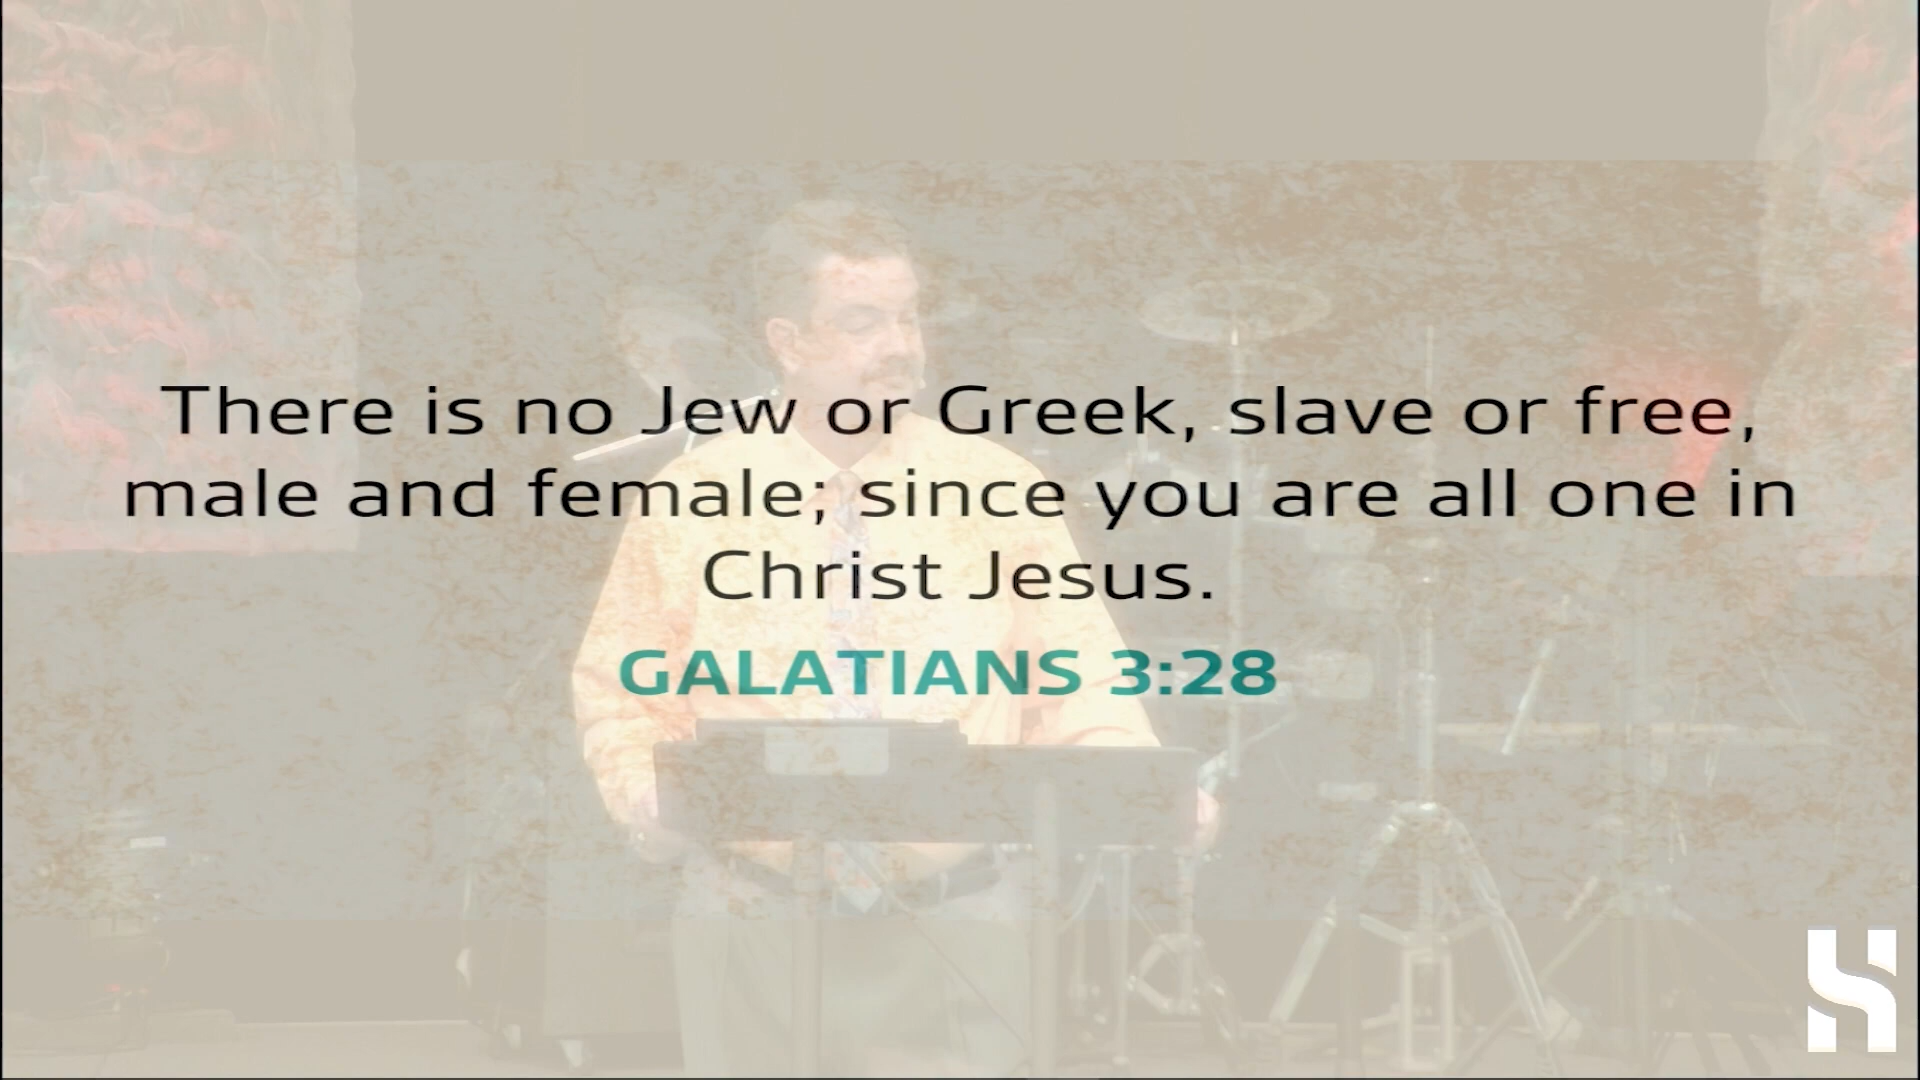 There is no Jew or Greek, slave or free,
male and female; since you are all one in
Christ Jesus.
GALATIANS 3:28